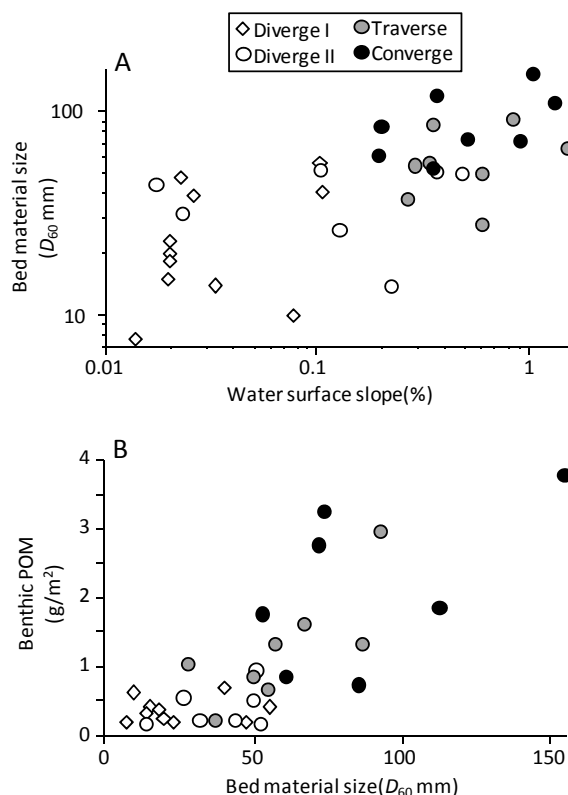 Diverge I Traverse
Diverge II Converge
A
100
10
Bed material size
(D60 mm)
0.01 0.1 1
Water surface slope(%)
B
4
3
2
1
0
Benthic POM
(g/m²)
0 50 100 150
Bed material size(D60 mm)